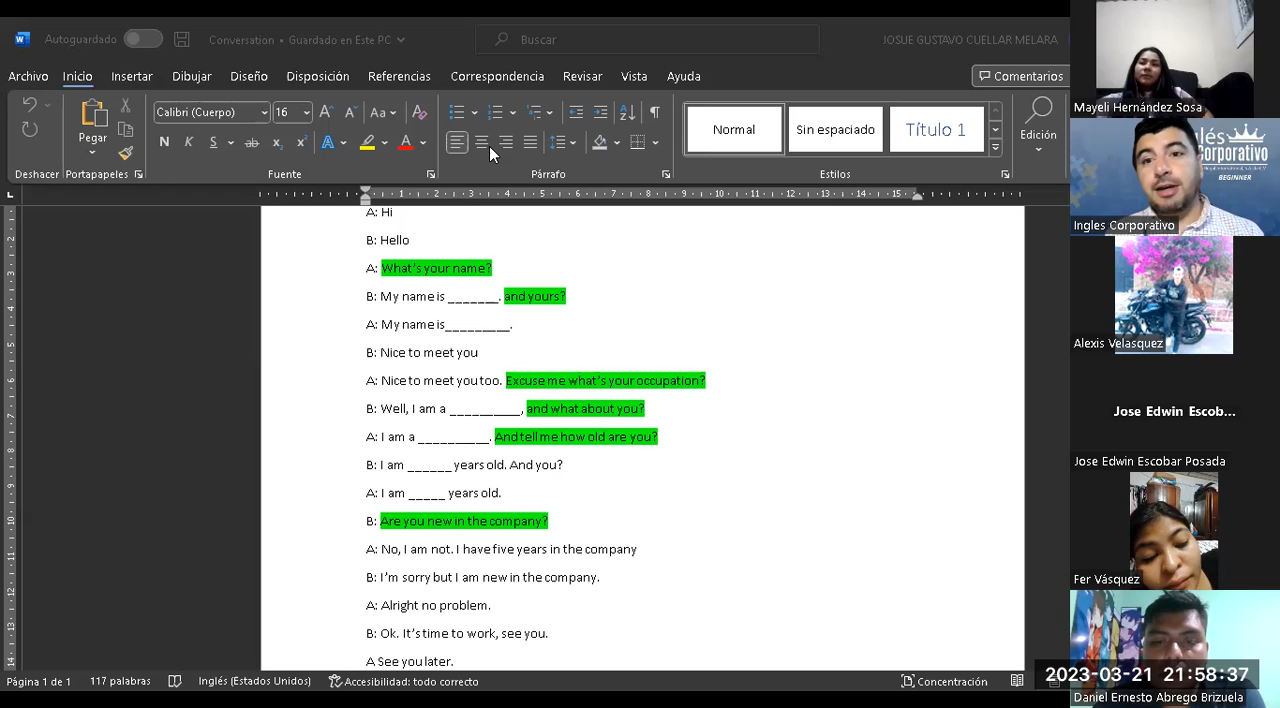 Autoguardado
Conversation • Guardado en Este PC
Buscar
JOSUE GUSTAVO CUELLAR MELARA
Archivo Inicio Insertar Dibujar Diseño Disposición Referencias Correspondencia Revisar Vista Ayuda
Comentarios
Calibri (Cuerpo) 16
Pegar
Normal
Sin espaciado
Título 1
Edición
Deshacer Portapapeles Fuente Párrafo Estilos
A: Hi
B: Hello
A: What's your name?
B: My name is _______. and yours?
A: My name is_________.
B: Nice to meet you
A: Nice to meet you too. Excuse me what's your occupation?
B: Well, I am a __________, and what about you?
A: I am a __________. And tell me how old are you?
B: I am ______ years old. And you?
A: I am _____ years old.
B: Are you new in the company?
A: No, I am not. I have five years in the company
B: I'm sorry but I am new in the company.
A: Alright no problem.
B: Ok. It's time to work, see you.
A See you later.
Página 1 de 1 117 palabras Inglés (Estados Unidos) Accesibilidad: todo correcto Concentración
Mayeli Hernández Sosa
BEGINNER
Ingles Corporativo
Alexis Velasquez
Jose Edwin Escob...
Jose Edwin Escobar Posada
Fer Vásquez
2023-03-21 21:58:37
Daniel Ernesto Abrego Brizuela